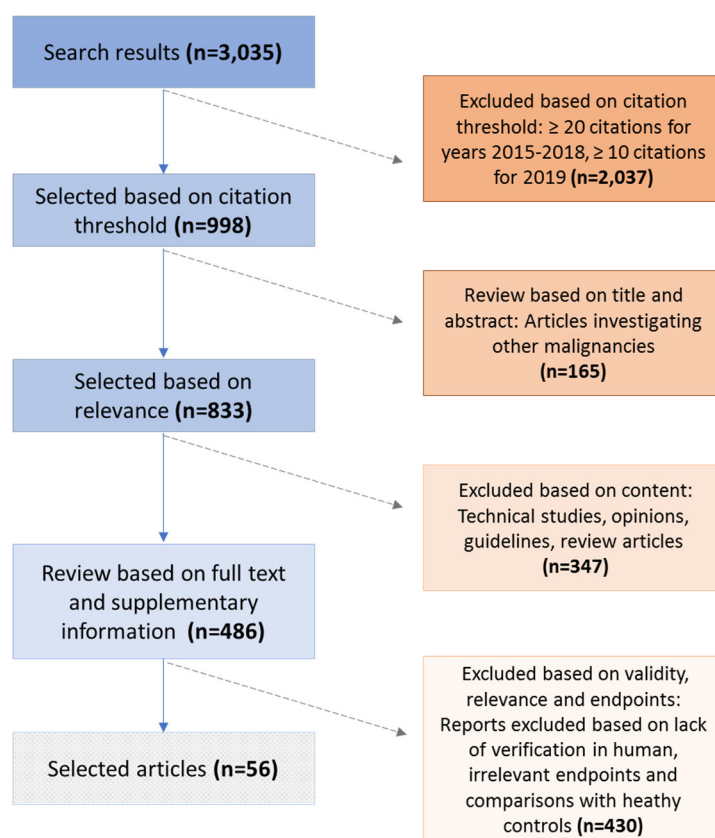 Search results (n=3,035)
Excluded based on citation
threshold: ≥ 20 citations for
years 2015-2018, ≥ 10 citations
for 2019 (n=2,037)
Selected based on citation
threshold (n=998)
Review based on title and
abstract: Articles investigating
other malignancies
(n=165)
Selected based on
relevance (n=833)
Excluded based on content:
Technical studies, opinions,
guidelines, review articles
(n=347)
Review based on full text
and supplementary
information (n=486)
Excluded based on validity,
relevance and endpoints:
Reports excluded based on lack
of verification in human,
irrelevant endpoints and
comparisons with heathy
controls (n=430)
Selected articles (n=56)